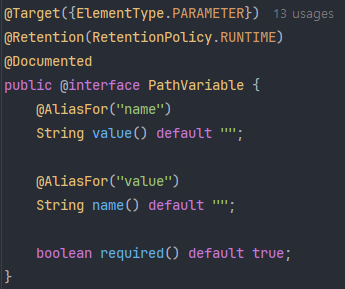 @Target({ElementType.PARAMETER})  13 usages
@Retention(RetentionPolicy.RUNTIME)
@Documented
public @interface PathVariable {
    @AliasFor("name")
    String value() default "";

    @AliasFor("value")
    String name() default "";

    boolean required() default true;
}